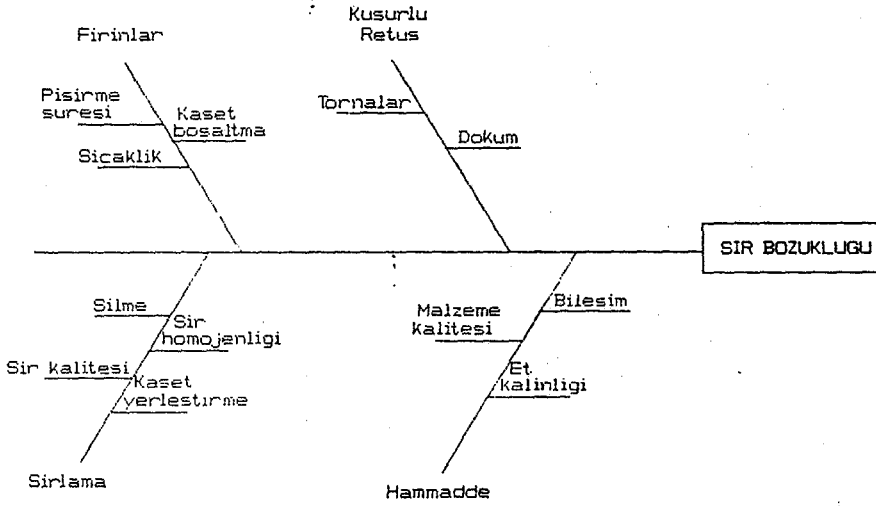 Firinlar
Kusurlu
Retus
Pisirme
suresi
Kaset
bosaltma
Sicaklik
Tornalar
Dokum
SIR BOZUKLUGU
Silme
Sir
homojenligi
Sir kalitesi
Kaset
yerlestırme
Sirlama
Bilesim
Malzeme
kalitesi
Et
kalinligi
Hammadde